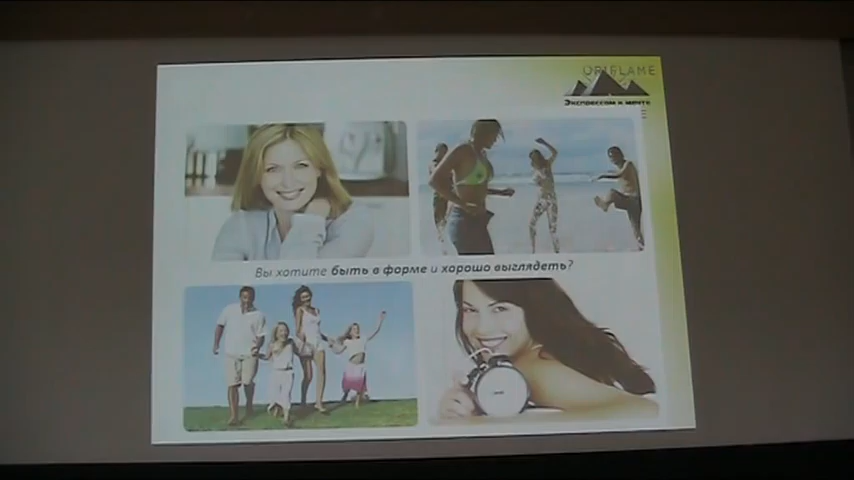 ORIFLAME
Экспрессом к мечте
Вы хотите быть в форме и хорошо выглядеть?